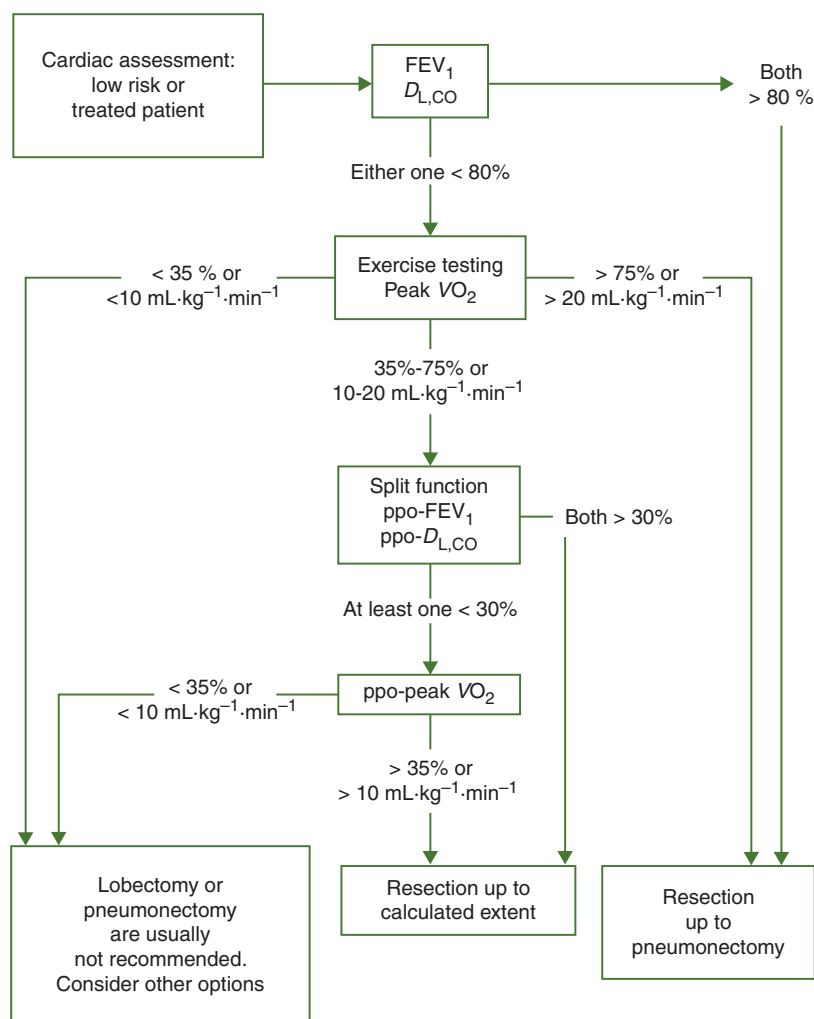 Cardiac assessment:
low risk or
treated patient
FEV₁
D_L,CO
Both
> 80 %
Either one < 80%
Exercise testing
Peak VO₂
< 35 % or
<10 mL·kg⁻¹·min⁻¹
> 75% or
> 20 mL·kg⁻¹·min⁻¹
35%-75% or
10-20 mL·kg⁻¹·min⁻¹
Split function
ppo-FEV₁
ppo-D_L,CO
Both > 30%
At least one < 30%
ppo-peak VO₂
< 35% or
< 10 mL·kg⁻¹·min⁻¹
> 35% or
> 10 mL·kg⁻¹·min⁻¹
Lobectomy or
pneumonectomy
are usually
not recommended.
Consider other options
Resection up to
calculated extent
Resection
up to
pneumonectomy